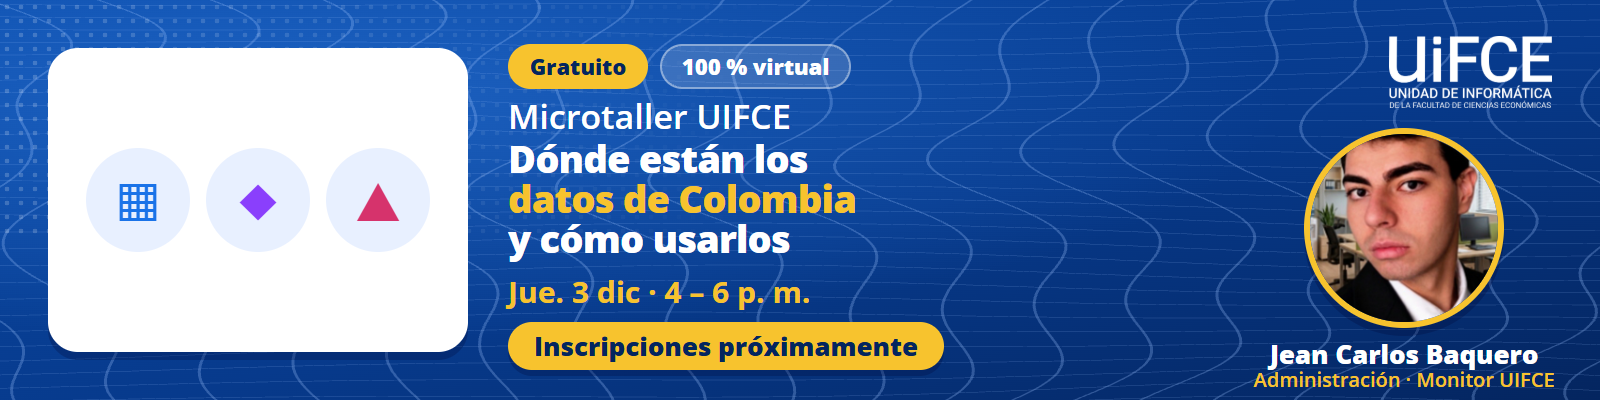 Gratuito
100 % virtual
Microtaller UIFCE
Dónde están los
datos de Colombia
y cómo usarlos
Jue. 3 dic · 4 – 6 p. m.
Inscripciones próximamente
UiFCE
UNIDAD DE INFORMÁTICA
DE LA FACULTAD DE CIENCIAS ECONÓMICAS
Jean Carlos Baquero
Administración · Monitor UIFCE